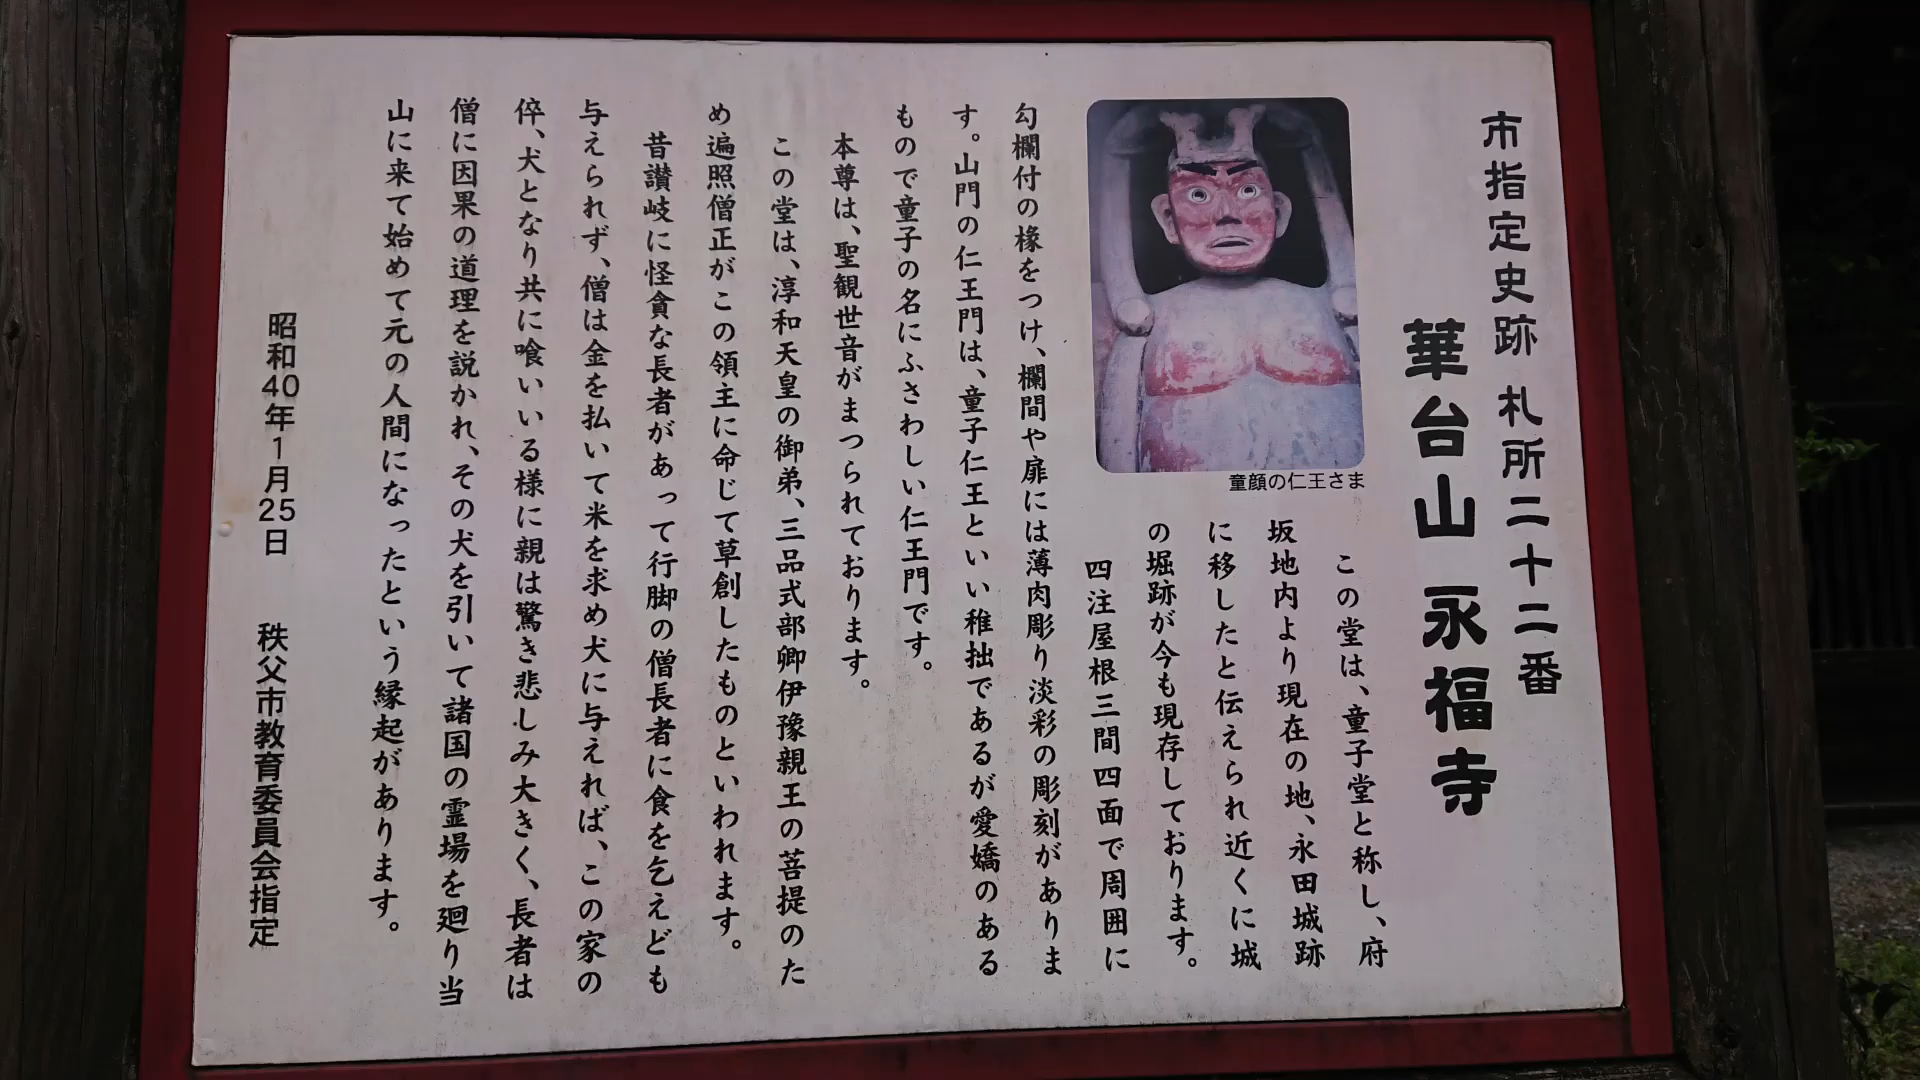 市指定史跡 札所二十二番
華台山 永福寺
この堂は、童子堂と称し、府
坂地内より現在の地、永田城跡
に移したと伝えられ近くに城
の堀跡が今も現存しております。
四注屋根三間四面で周囲に
勾欄付の椽をつけ、欄間や扉には薄肉彫り淡彩の彫刻がありま
す。山門の仁王門は、童子仁王といい稚拙であるが愛嬌のある
もので童子の名にふさわしい仁王門です。
本尊は、聖観世音がまつられております。
この堂は、淳和天皇の御弟、三品式部卿伊豫親王の菩提のた
め遍照僧正がこの領主に命じて草創したものといわれます。
昔讃岐に怪貪な長者があって行脚の僧長者に食を乞えども
与えられず、僧は金を払いて米を求め犬に与えれば、この家の
倅、犬となり共に喰いいる様に親は驚き悲しみ大きく、長者は
僧に因果の道理を説かれ、その犬を引いて諸国の霊場を廻り当
山に来て始めて元の人間になったという縁起があります。
昭和40年1月25日 秩父市教育委員会指定
童顔の仁王さま